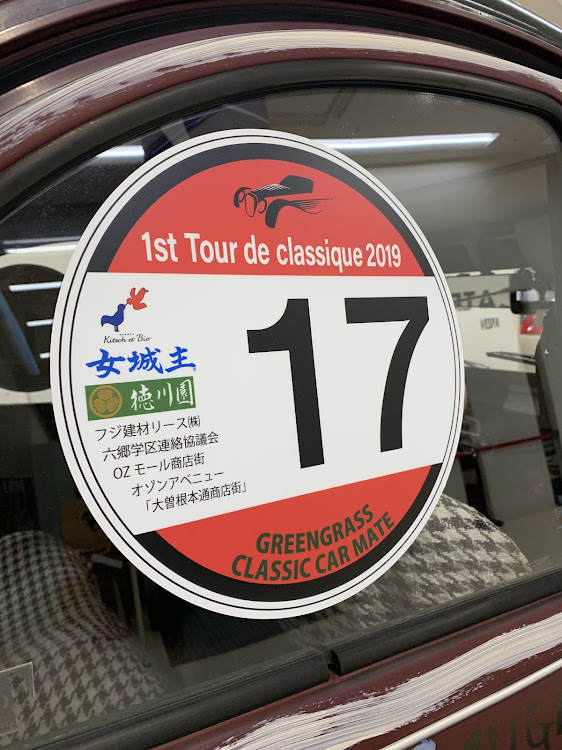 1st Tour de classique 2019
17
Kitsch et Bio
女城主
徳川園
フジ建材リース㈱
六郷学区連絡協議会
OZモール商店街
オゾンアベニュー
「大曽根本通商店街」
GREENGRASS
CLASSIC CAR MATE
VESPA